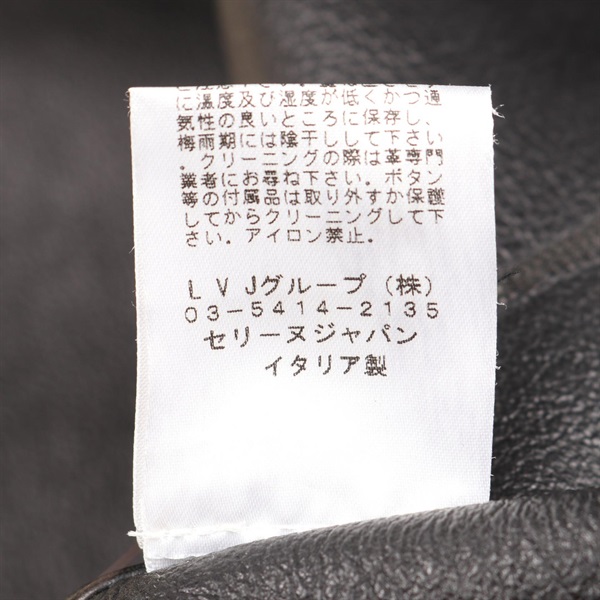 に温度及び湿度が低くかつ通
気性の良いところに保存し、
梅雨期には陰干しして下さい
．クリーニングの際は革専門
業者にお尋ね下さい．ボタン
等の付属品は取り外すか保護
してからクリーニングして下
さい．アイロン禁止．
ＬＶＪグループ（株）
03-5414-2135
セリーヌジャパン
イタリア製